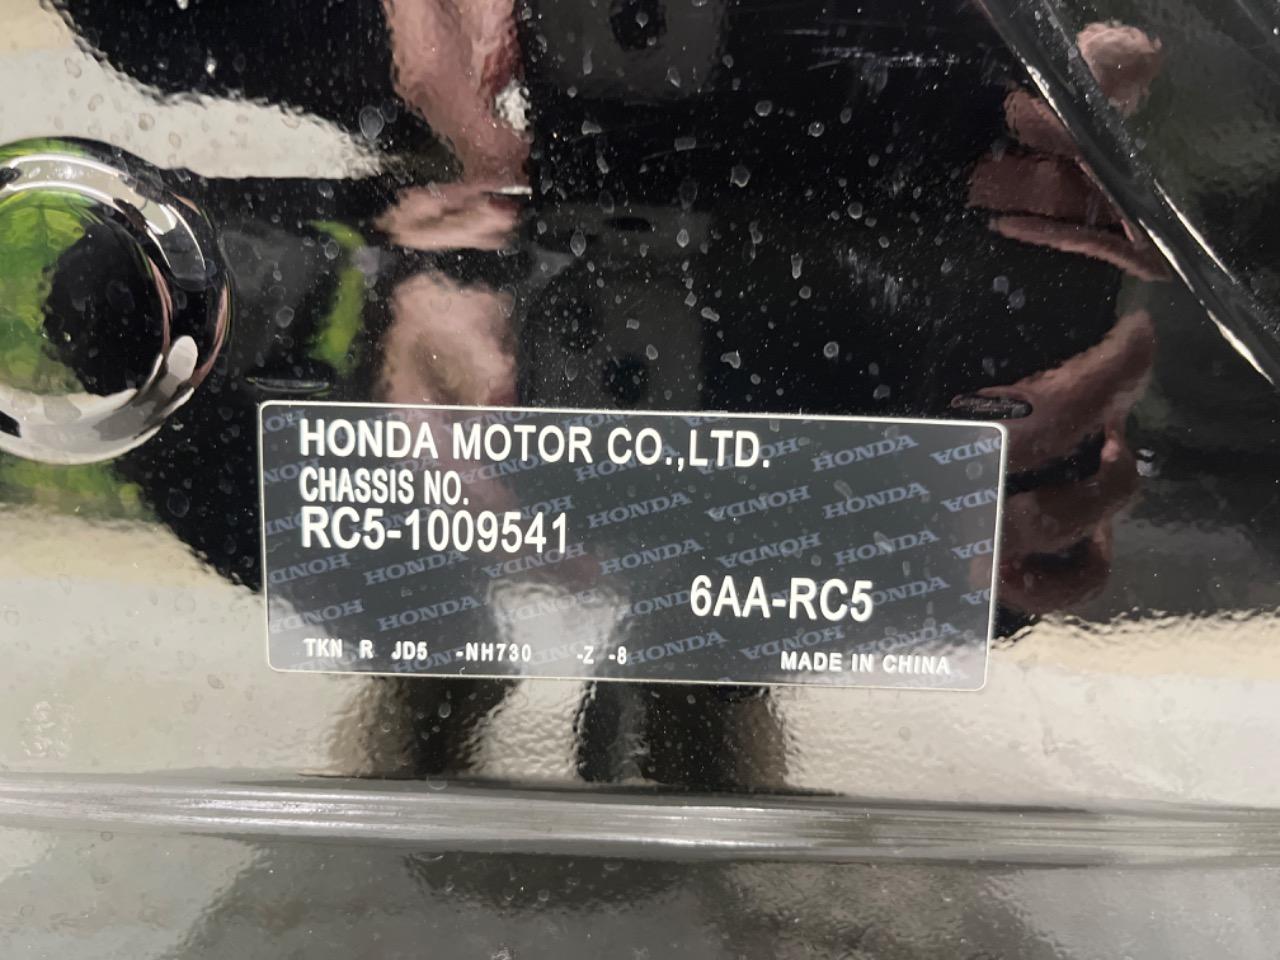 HONDA MOTOR CO.,LTD.
CHASSIS NO.
RC5-1009541
6AA-RC5
TKN R JD5 -NH730 -Z -8
MADE IN CHINA